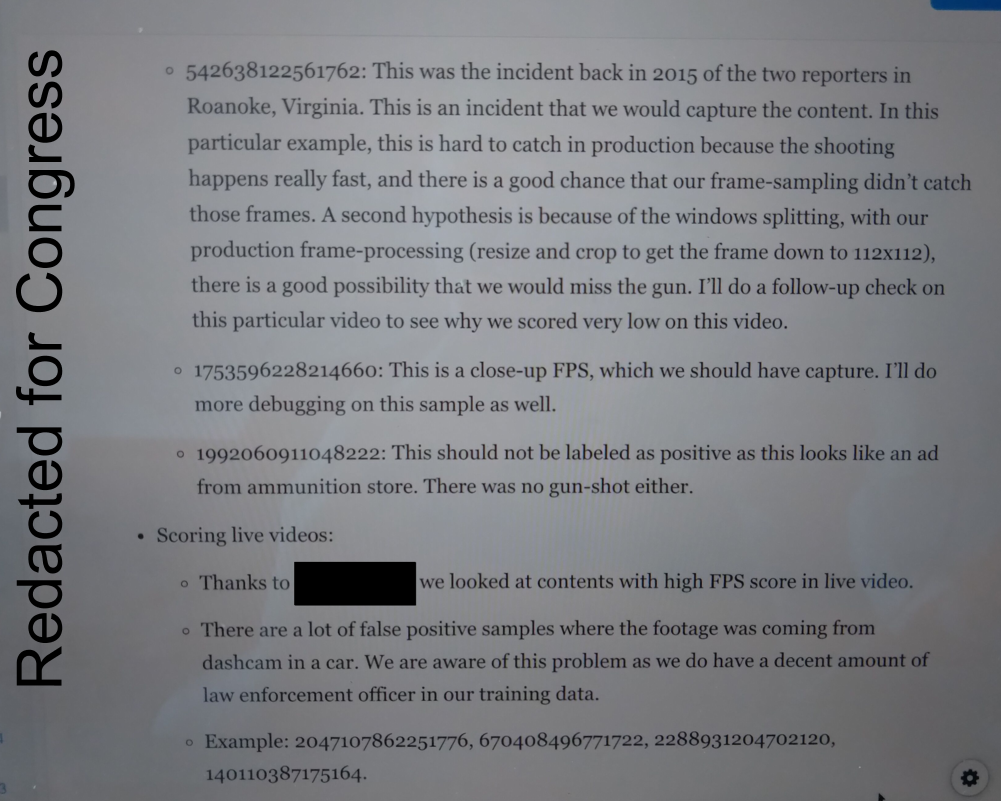 Redacted for Congress
542638122561762: This was the incident back in 2015 of the two reporters in
Roanoke, Virginia. This is an incident that we would capture the content. In this
particular example, this is hard to catch in production because the shooting
happens really fast, and there is a good chance that our frame-sampling didn't catch
those frames. A second hypothesis is because of the windows splitting, with our
production frame-processing (resize and crop to get the frame down to 112x112),
there is a good possibility that we would miss the gun. I'll do a follow-up check on
this particular video to see why we scored very low on this video.
1753596228214660: This is a close-up FPS, which we should have capture. I'll do
more debugging on this sample as well.
1992060911048222: This should not be labeled as positive as this looks like an ad
from ammunition store. There was no gun-shot either.
Scoring live videos:
Thanks to we looked at contents with high FPS score in live video.
There are a lot of false positive samples where the footage was coming from
dashcam in a car. We are aware of this problem as we do have a decent amount of
law enforcement officer in our training data.
Example: 2047107862251776, 670408496771722, 2288931204702120,
140110387175164.